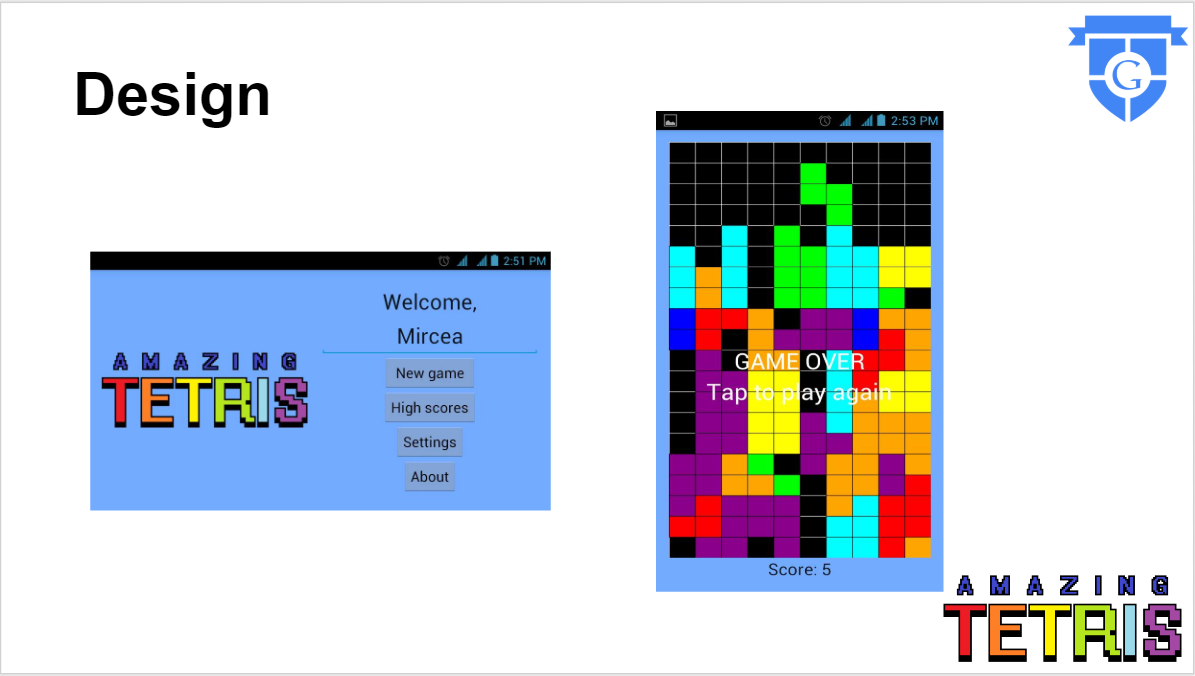 Design
G
2:51 PM
Welcome,
Mircea
AMAZING
TETRIS
New game
High scores
Settings
About
2:53 PM
GAME OVER
Tap to play again
Score: 5
AMAZING
TETRIS